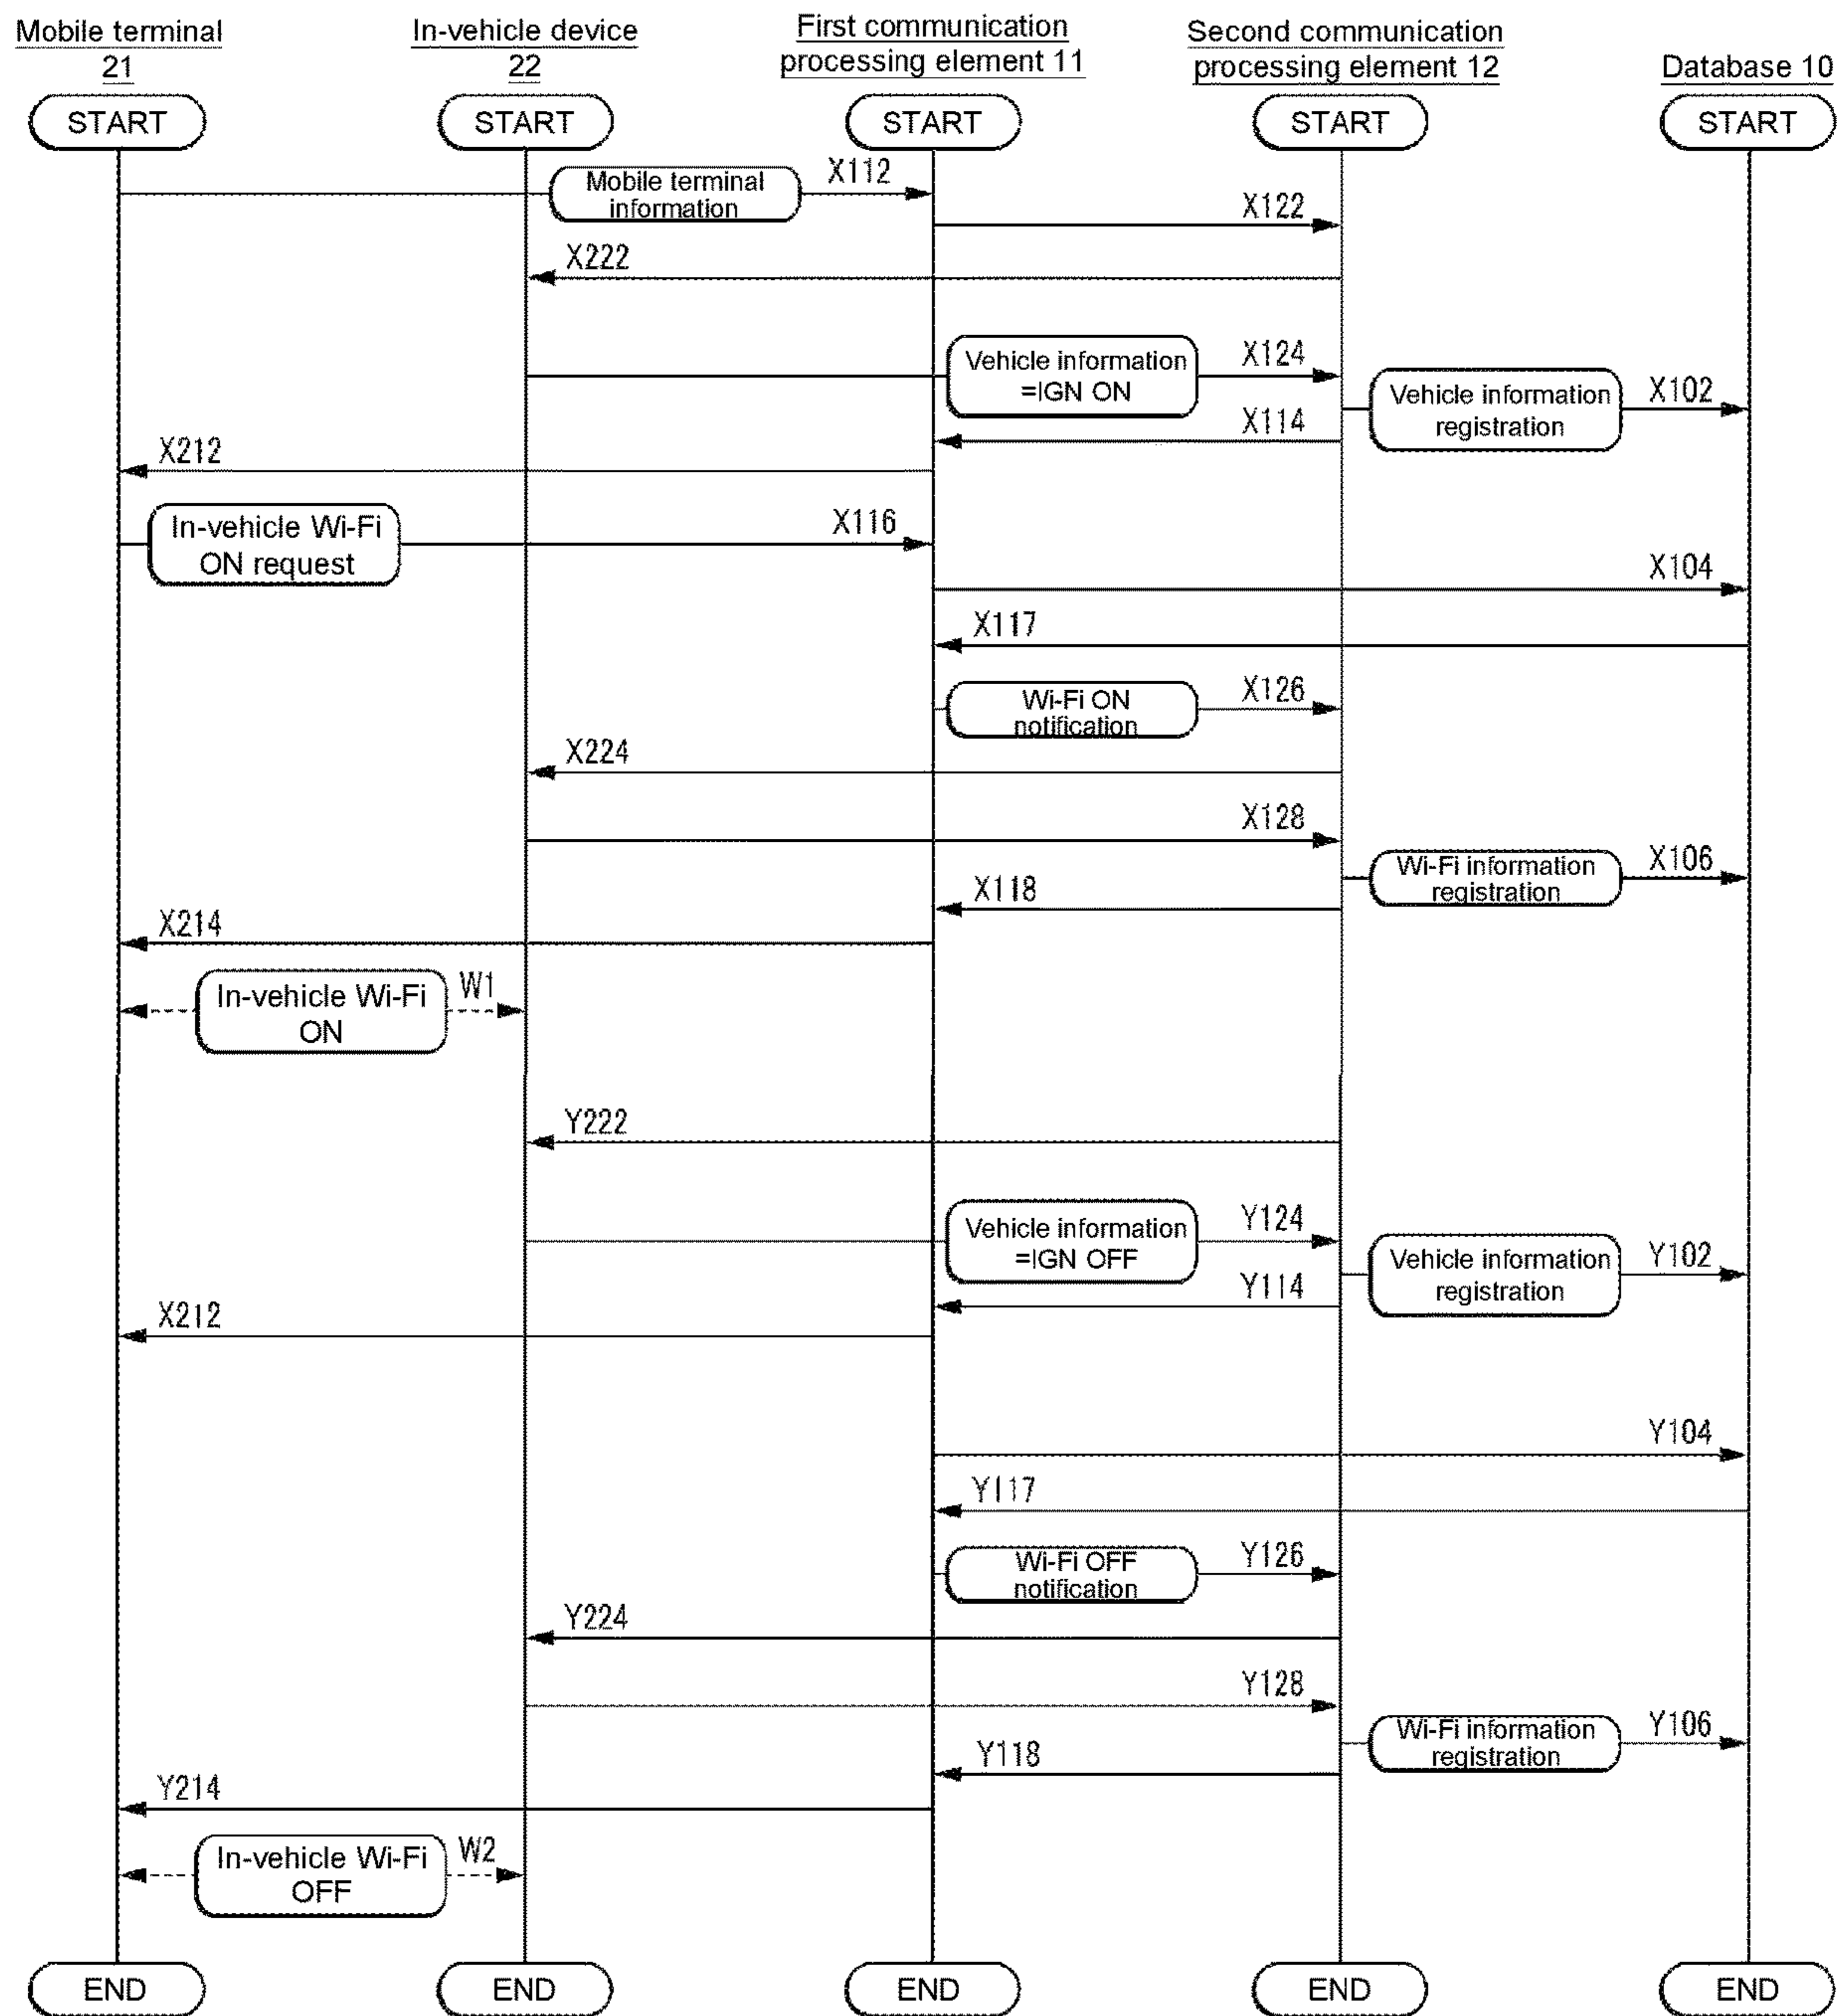 Mobile terminal
21
In-vehicle device
22
First communication
processing element 11
Second communication
processing element 12
Database 10
START
START
START
START
START
Mobile terminal
information
X112
X122
X222
Vehicle information
=IGN ON
X124
Vehicle information
registration
X102
X114
X212
In-vehicle Wi-Fi
ON request
X116
X104
X117
Wi-Fi ON
notification
X126
X224
X128
Wi-Fi information
registration
X106
X118
X214
In-vehicle Wi-Fi
ON
W1
Y222
Vehicle information
=IGN OFF
Y124
Vehicle information
registration
Y102
Y114
X212
Y104
Y117
Wi-Fi OFF
notification
Y126
Y224
Y128
Wi-Fi information
registration
Y106
Y118
Y214
In-vehicle Wi-Fi
OFF
W2
END
END
END
END
END